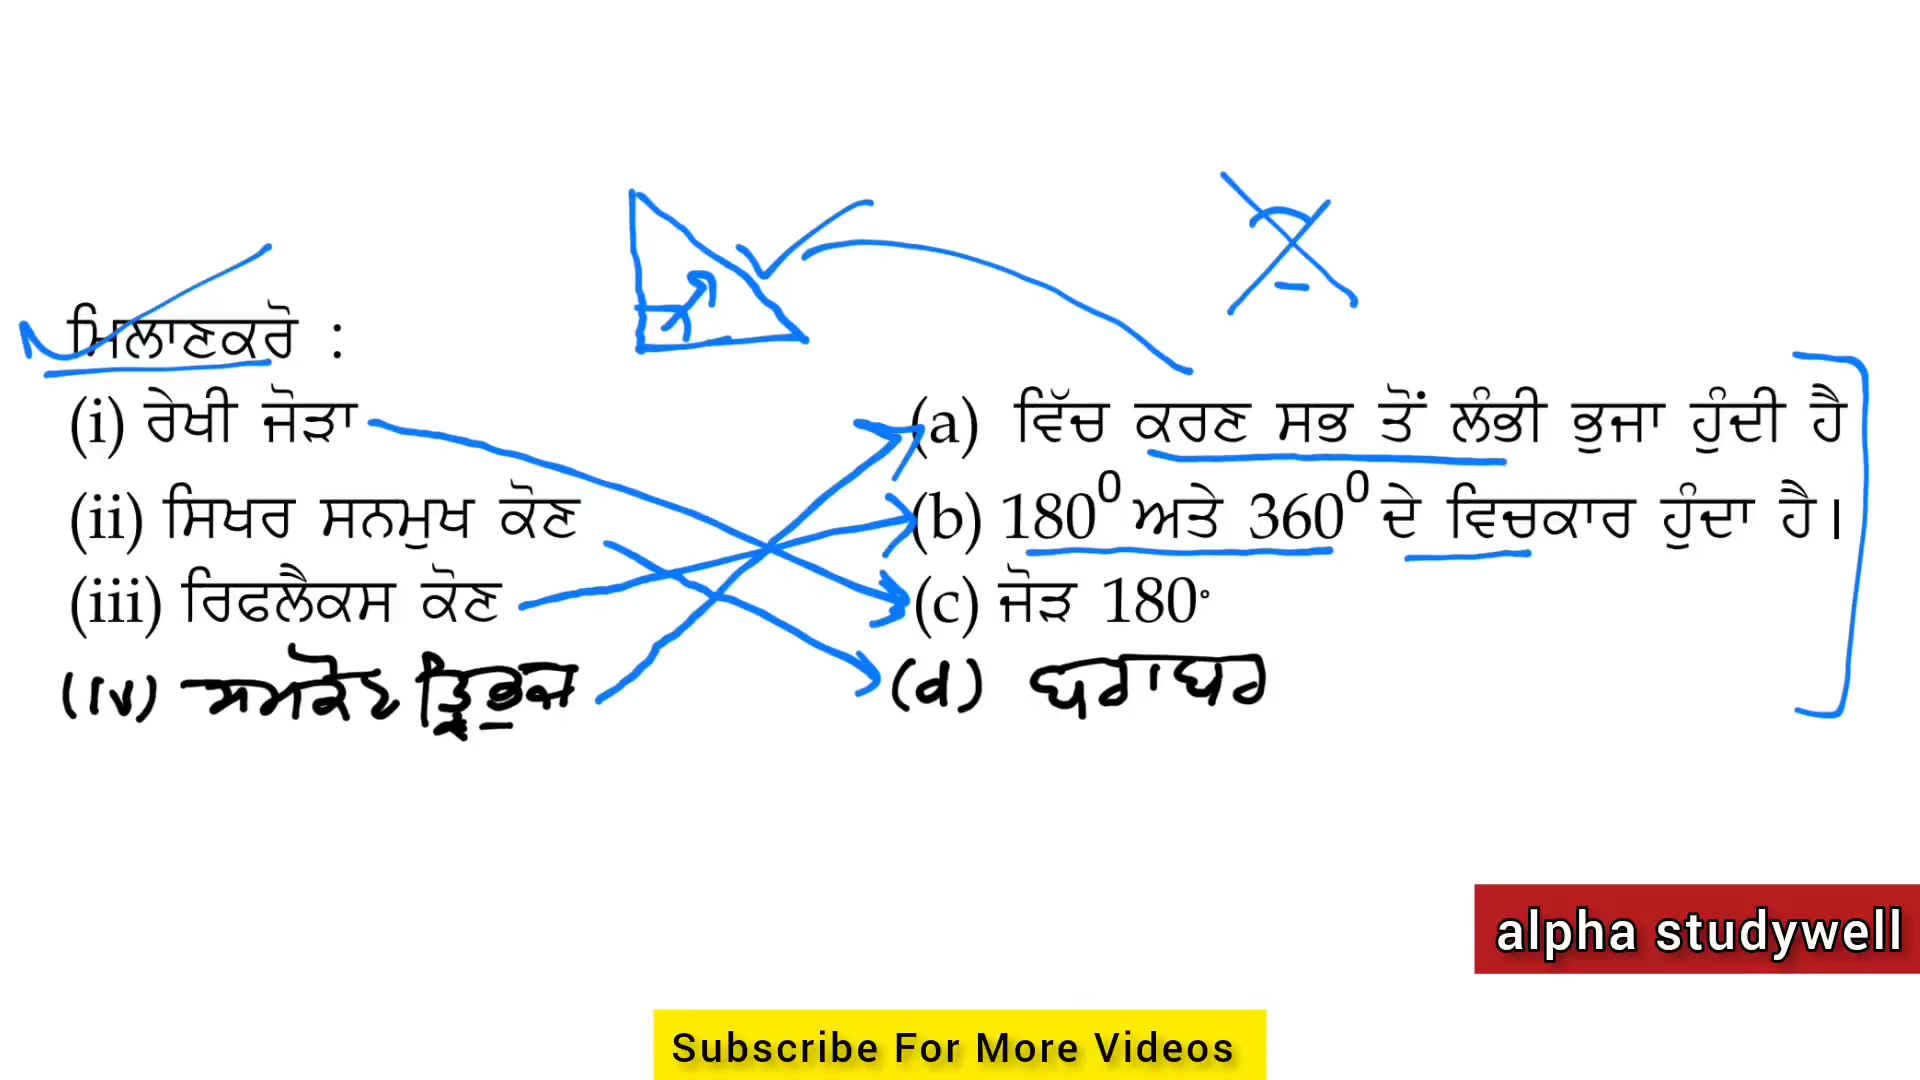 ਮਿਲਾਣਕਰੋ :
(i) ਰੇਖੀ ਜੋੜਾ
(a) ਵਿੱਚ ਕਰਣ ਸਭ ਤੋਂ ਲੰਭੀ ਭੁਜਾ ਹੁੰਦੀ ਹੈ
(ii) ਸਿਖਰ ਸਨਮੁਖ ਕੋਣ
(b) 180⁰ ਅਤੇ 360⁰ ਦੇ ਵਿਚਕਾਰ ਹੁੰਦਾ ਹੈ।
(iii) ਰਿਫਲੈਕਸ ਕੋਣ
(c) ਜੋੜ 180°
(iv) ਸਮਕੋਣ ਤ੍ਰਿਭੁਜ
(d) ਬਰਾਬਰ
alpha studywell
Subscribe For More Videos